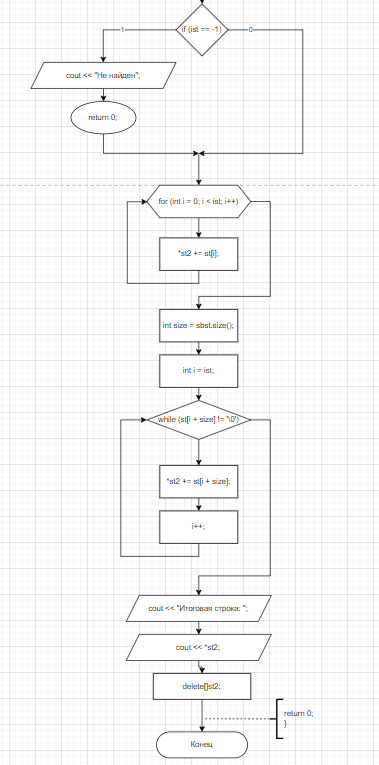 if (ist == -1)
1
0
cout << "Не найден";
return 0;
for (int i = 0; i < ist; i++)
*st2 += st[i];
int size = sbst.size();
int i = ist;
while (st[i + size] != '\0')
*st2 += st[i + size];
i++;
cout << "Итоговая строка: ";
cout << *st2;
delete[]st2;
return 0;
}
Конец